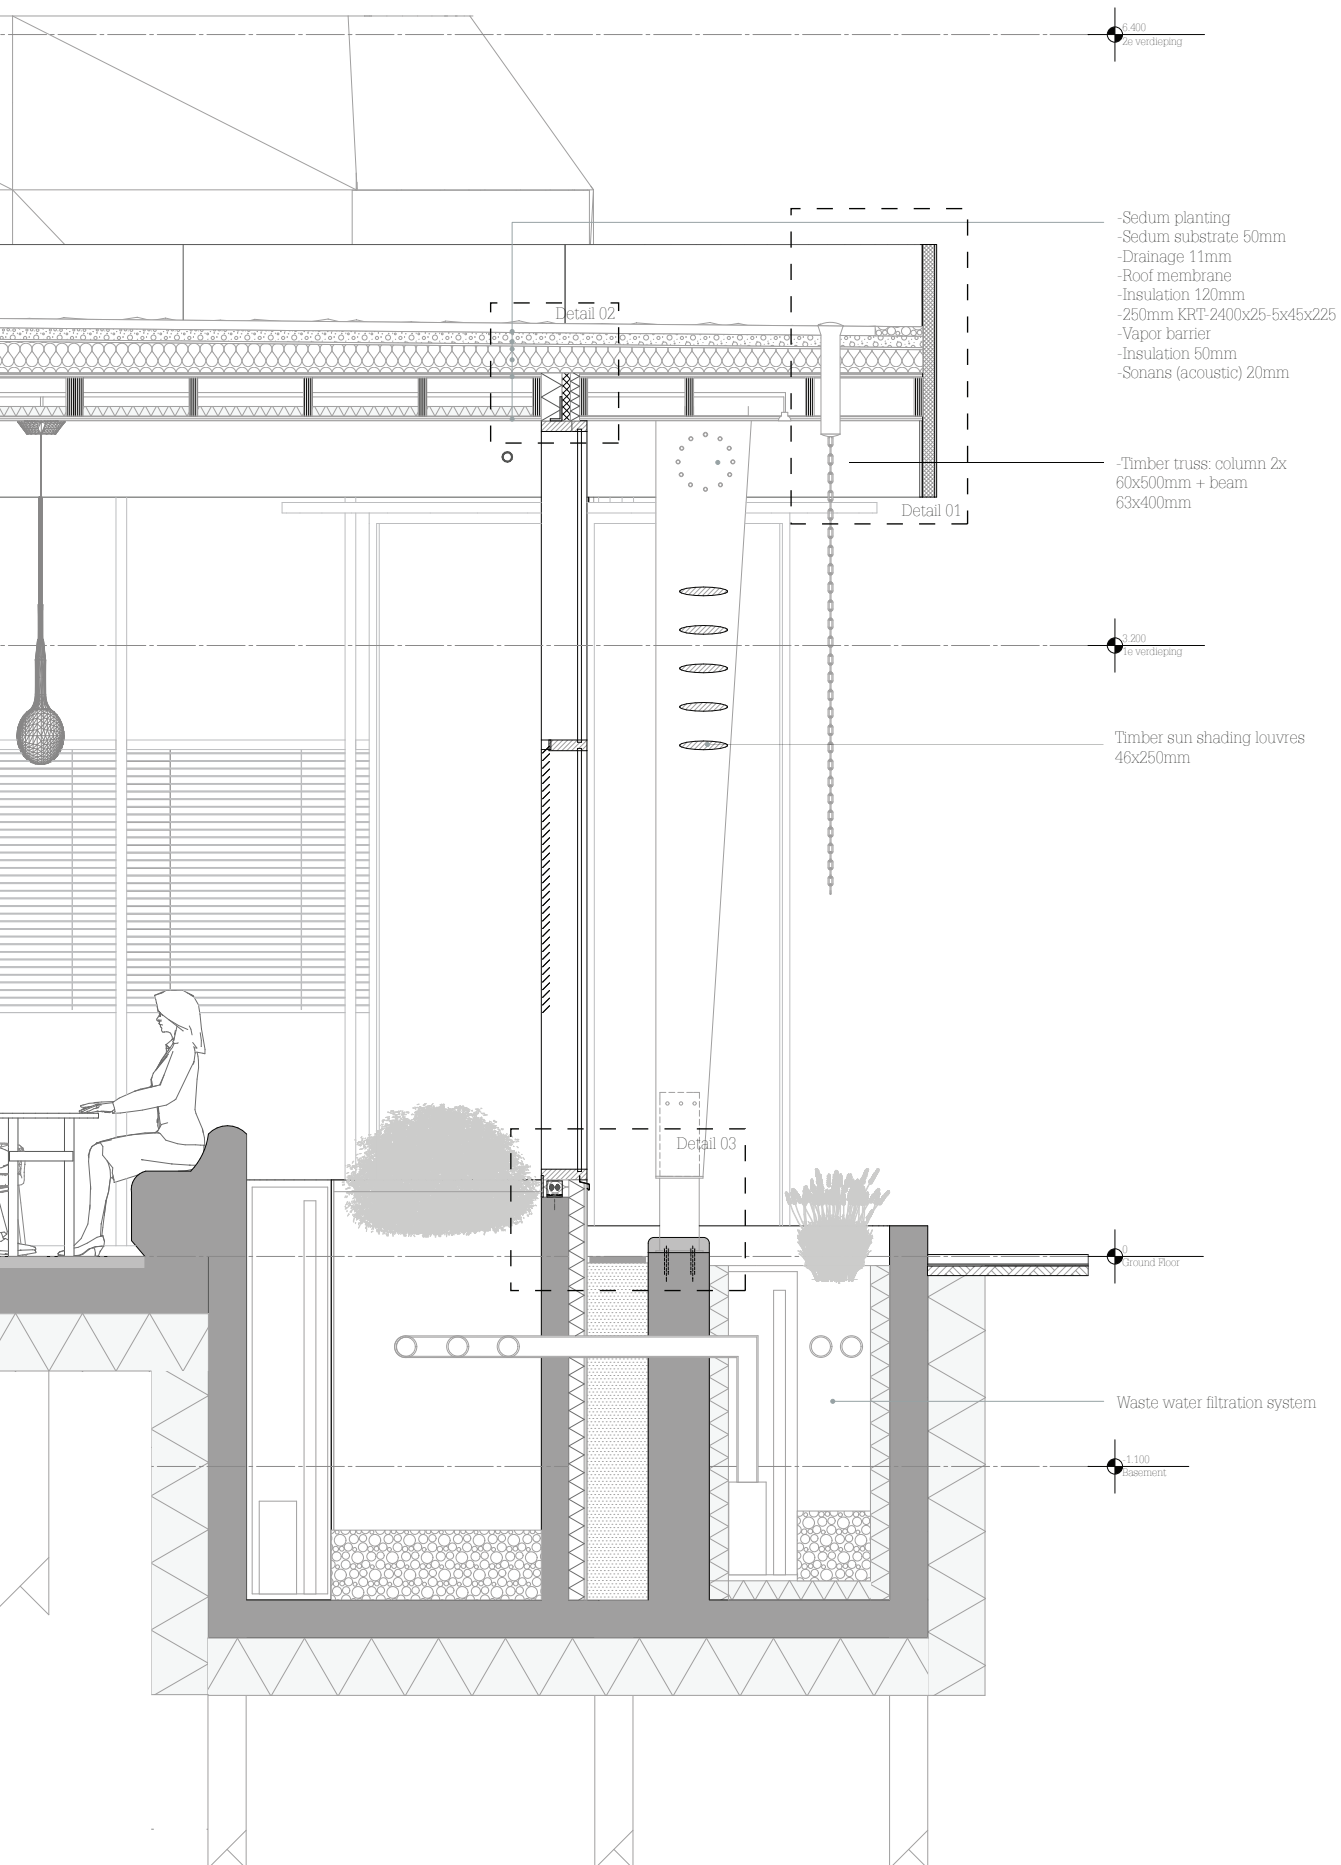 6.400
2e verdieping
-Sedum planting
-Sedum substrate 50mm
-Drainage 11mm
-Roof membrane
-Insulation 120mm
-250mm KRT-2400x25-5x45x225
-Vapor barrier
-Insulation 50mm
-Sonans (acoustic) 20mm
Detail 02
-Timber truss: column 2x
60x500mm + beam
63x400mm
Detail 01
3.200
1e verdieping
Timber sun shading louvres
46x250mm
Detail 03
0
Ground Floor
Waste water filtration system
-1.100
Basement